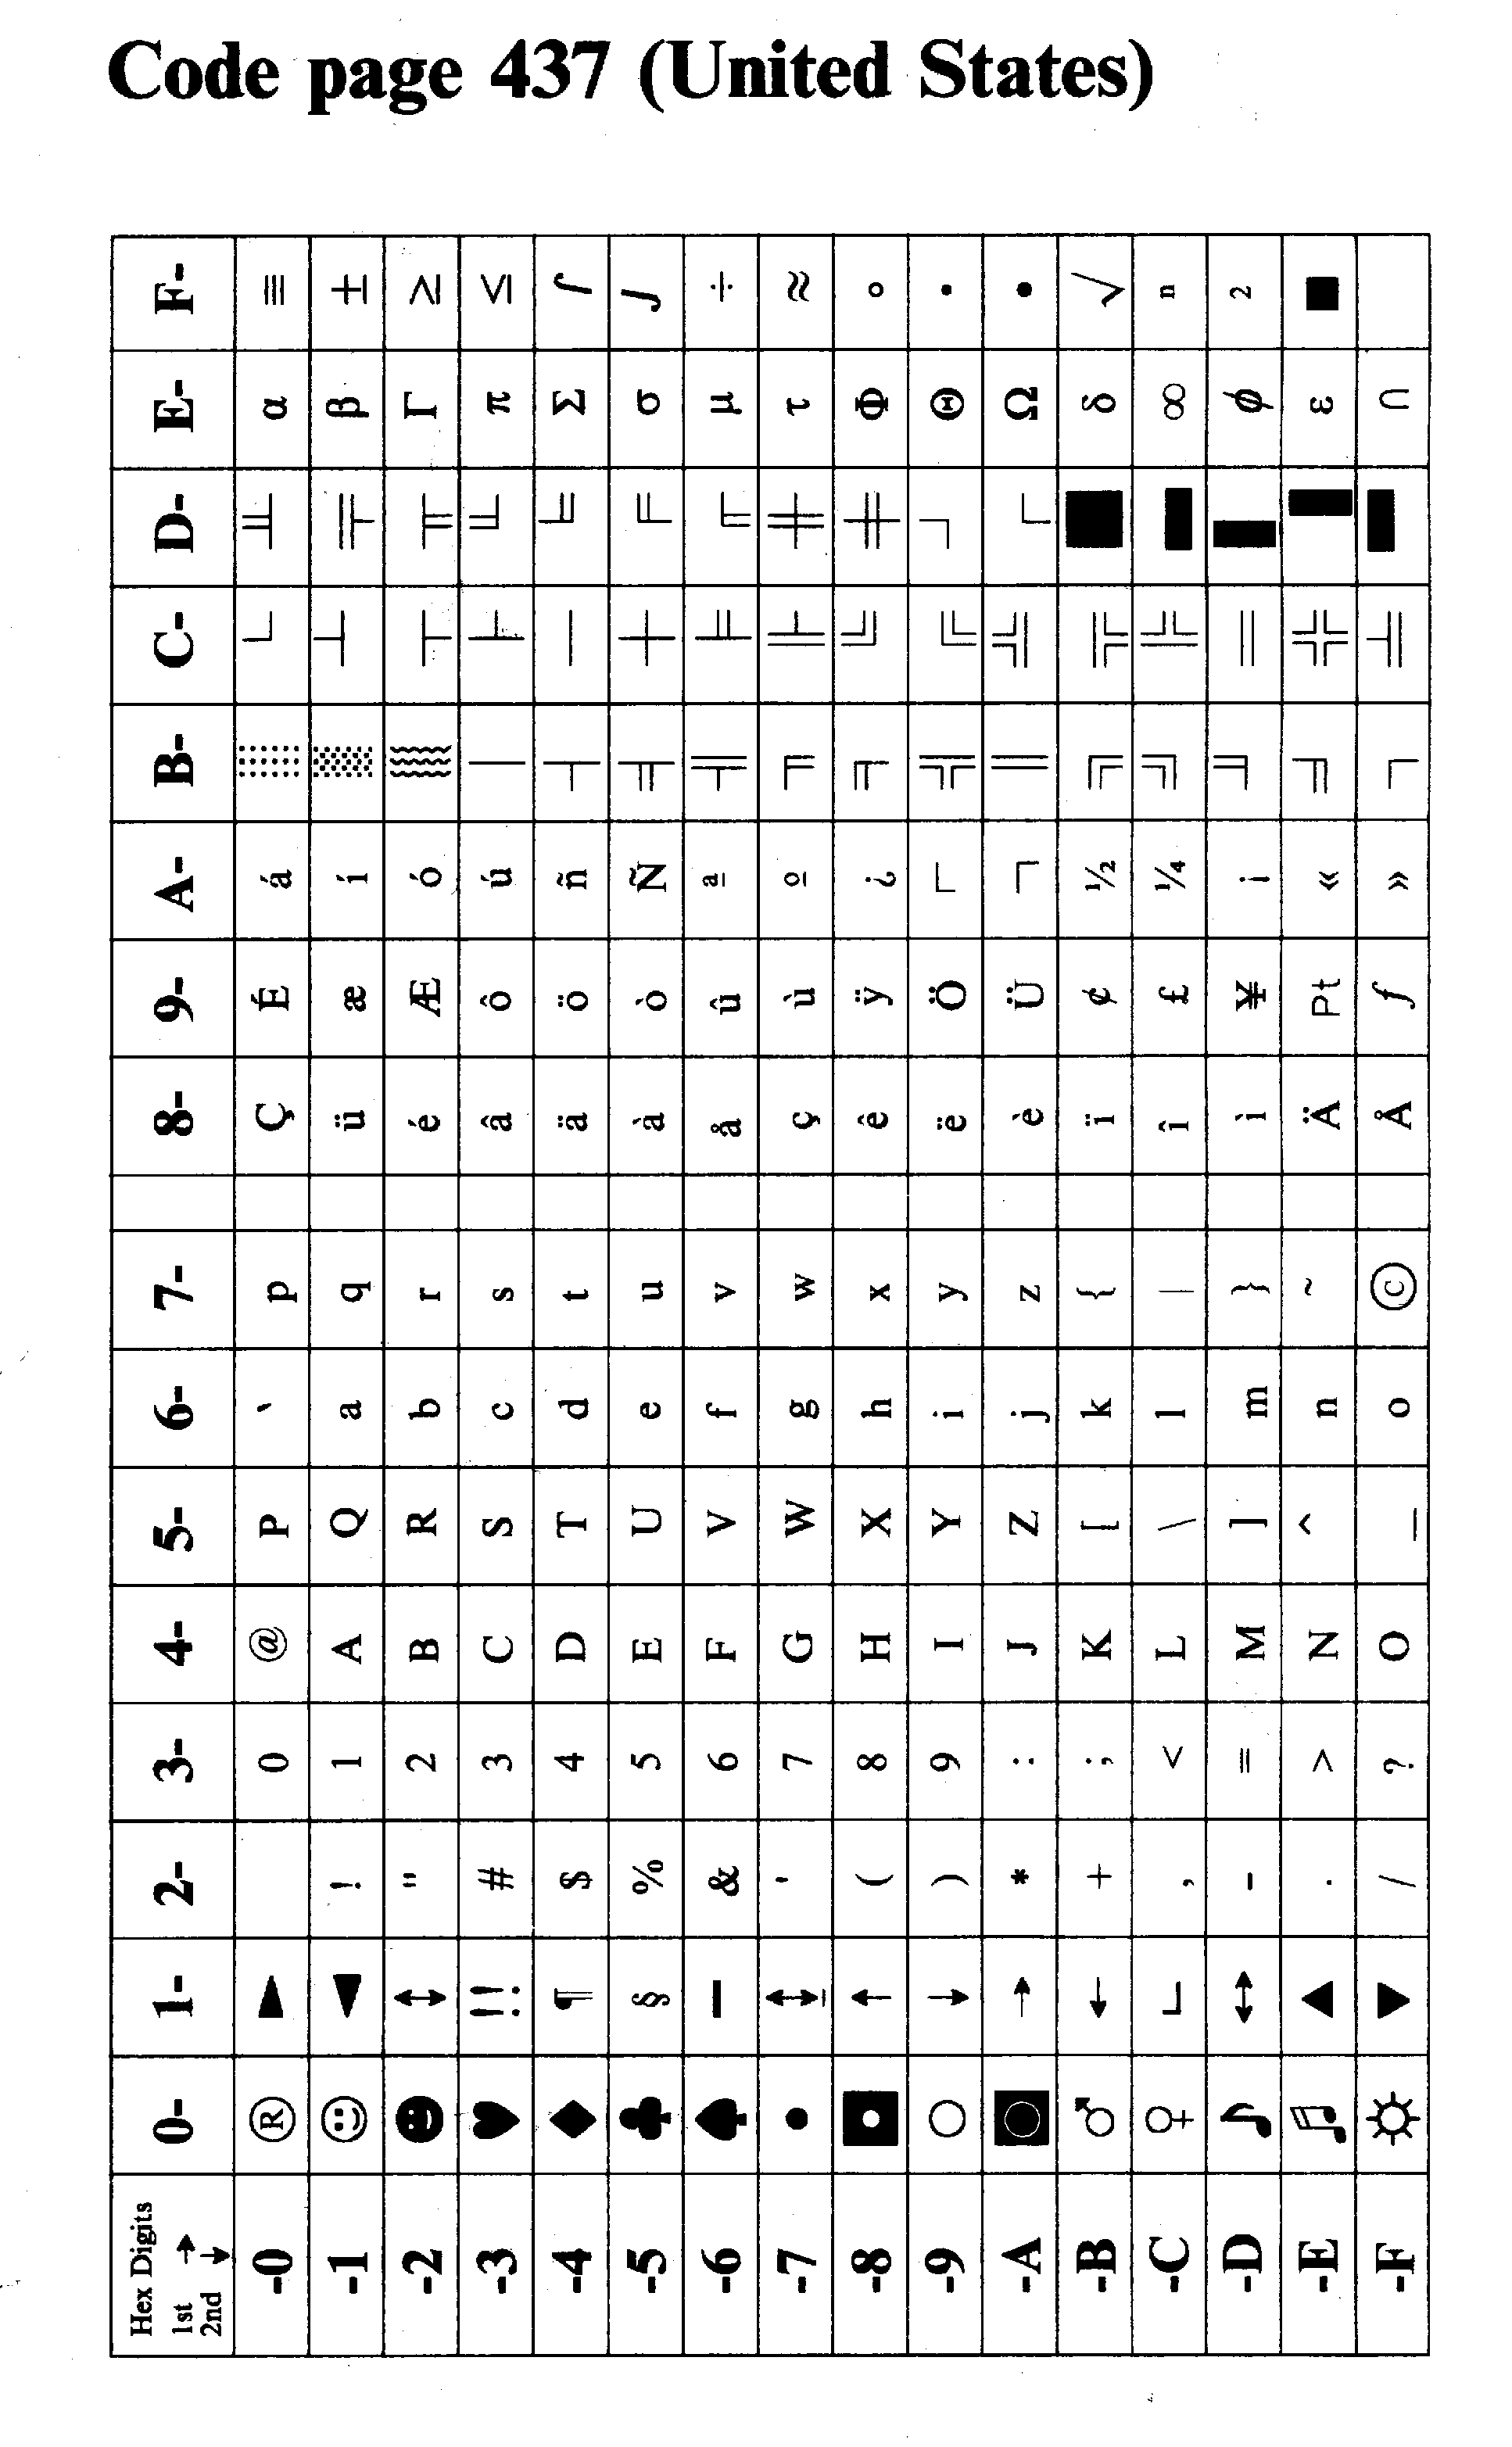 Code page 437 (United States)
Hex Digits
1st →
2nd ↓
0- 1- 2- 3- 4- 5- 6- 7- 8- 9- A- B- C- D- E- F-
-0 ® ► 0 @ P ` p Ç É á ░ └ ╨ α ≡
-1 ☺ ◄ ! 1 A Q a q ü æ í ▒ ┴ ╤ β ±
-2 ☻ ↕ " 2 B R b r é Æ ó ▓ ┬ ╥ Γ ≥
-3 ♥ ‼ # 3 C S c s â ô ú │ ├ ╙ π ≤
-4 ♦ ¶ $ 4 D T d t ä ö ñ ┤ ─ ╘ Σ ⌠
-5 ♣ § % 5 E U e u à ò Ñ ╡ ┼ ╒ σ ⌡
-6 ♠ ▬ & 6 F V f v å û ª ╢ ╞ ╓ μ ÷
-7 • ↨ ' 7 G W g w ç ù º ╖ ╟ ╫ τ ≈
-8 ◘ ↑ ( 8 H X h x ê ÿ ¿ ╕ ╚ ╪ Φ °
-9 ○ ↓ ) 9 I Y i y ë Ö ⌐ ╣ ╔ ┘ Θ ∙
-A ◙ → * : J Z j z è Ü ¬ ║ ╩ ┌ Ω •
-B ♂ ← + ; K [ k { ï ¢ ½ ╗ ╦ █ δ √
-C ♀ ∟ , < L \ l | î £ ¼ ╝ ╠ ▄ ∞ ⁿ
-D ♪ ↔ - = M ] m } ì ¥ ¡ ╜ ═ ▌ ϕ ²
-E ♫ ▲ . > N ^ n ~ Ä Pt « ╛ ╬ ▐ ε ■
-F ☼ ▼ / ? O _ o © Å ƒ » ┐ ╧ ▀ ∩